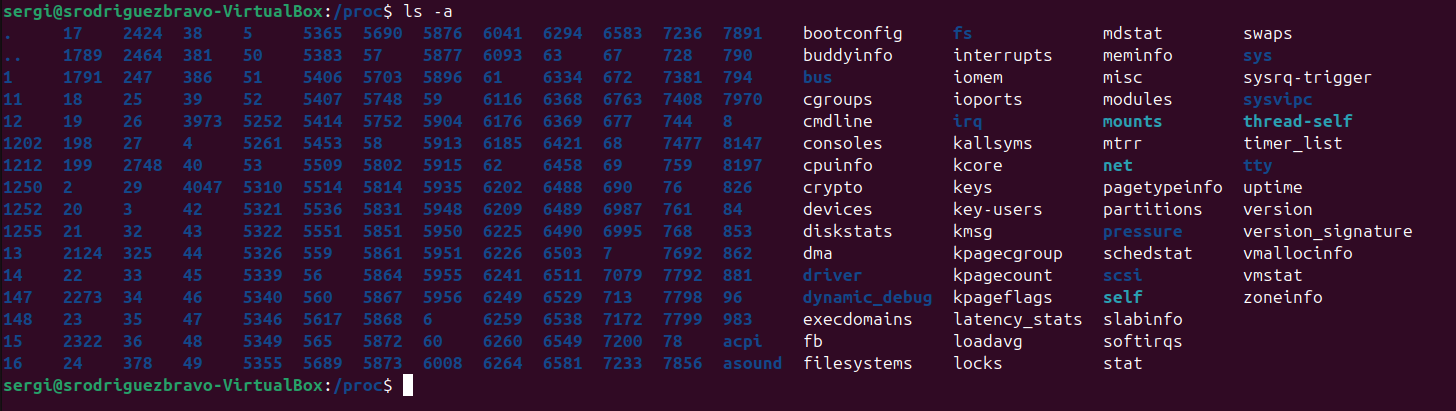 sergi@srodriguezbravo-VirtualBox:/proc$ ls -a
. 17 2424 38 5 5365 5690 5876 6041 6294 6583 7236 7891 bootconfig fs mdstat swaps
.. 1789 2464 381 50 5383 57 5877 6093 63 67 728 790 buddyinfo interrupts meminfo sys
1 1791 247 386 51 5406 5703 5896 61 6334 672 7381 794 bus iomem misc sysrq-trigger
11 18 25 39 52 5407 5748 59 6116 6368 6763 7408 7970 cgroups ioports modules sysvipc
12 19 26 3973 5252 5414 5752 5904 6176 6369 677 744 8 cmdline irq mounts thread-self
1202 198 27 4 5261 5453 58 5913 6185 6421 68 7477 8147 consoles kallsyms mtrr timer_list
1212 199 2748 40 53 5509 5802 5915 62 6458 69 759 8197 cpuinfo kcore net tty
1250 2 29 4047 5310 5514 5814 5935 6202 6488 690 76 826 crypto keys pagetypeinfo uptime
1252 20 3 42 5321 5536 5831 5948 6209 6489 6987 761 84 devices key-users partitions version
1255 21 32 43 5322 5551 5851 5950 6225 6490 6995 768 853 diskstats kmsg pressure version_signature
13 2124 325 44 5326 559 5861 5951 6226 6503 7 7692 862 dma kpagecgroup schedstat vmallocinfo
14 22 33 45 5339 56 5864 5955 6241 6511 7079 7792 881 driver kpagecount scsi vmstat
147 2273 34 46 5340 560 5867 5956 6249 6529 713 7798 96 dynamic_debug kpageflags self zoneinfo
148 23 35 47 5346 5617 5868 6 6259 6538 7172 7799 983 execdomains latency_stats slabinfo
15 2322 36 48 5349 565 5872 60 6260 6549 7200 78 acpi fb loadavg softirqs
16 24 378 49 5355 5689 5873 6008 6264 6581 7233 7856 asound filesystems locks stat
sergi@srodriguezbravo-VirtualBox:/proc$